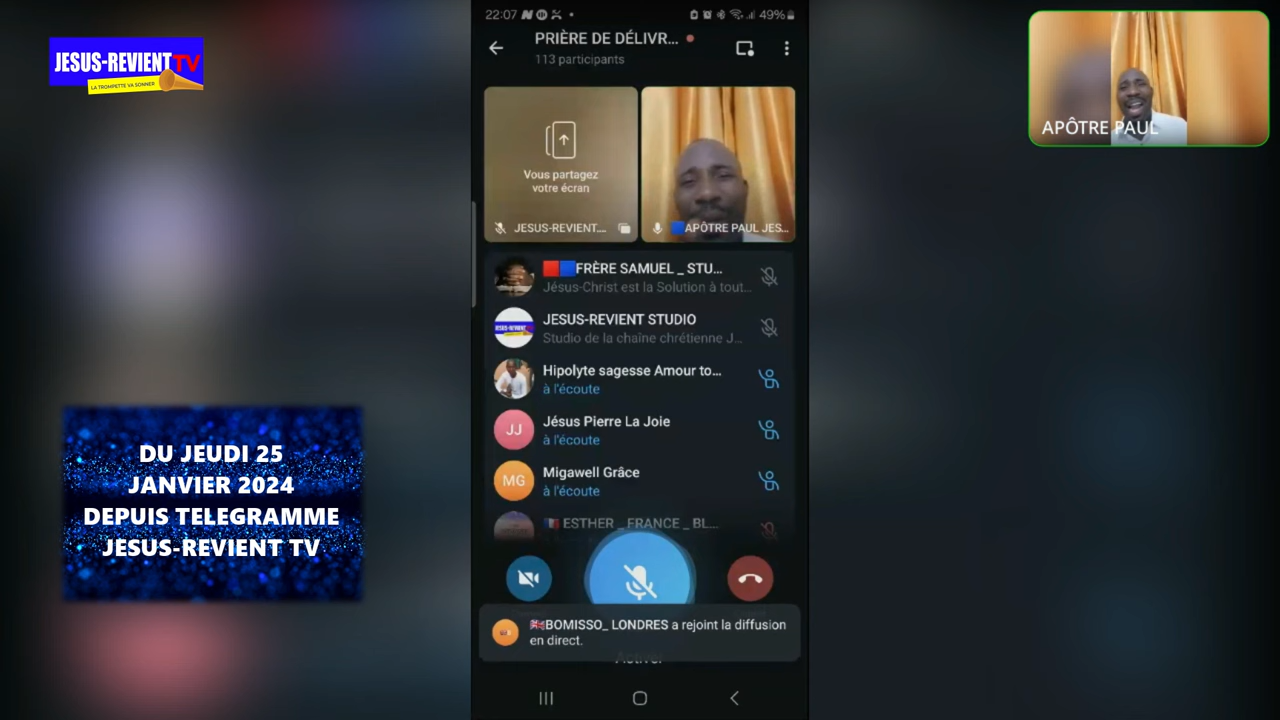 JESUS-REVIENT TV
LA TROMPETTE VA SONNER
DU JEUDI 25
JANVIER 2024
DEPUIS TELEGRAMME
JESUS-REVIENT TV
22:07
49%
PRIÈRE DE DÉLIVR...
113 participants
Vous partagez
votre écran
JESUS-REVIENT...
APÔTRE PAUL JES...
FRÈRE SAMUEL _ STU...
Jésus-Christ est la Solution à tout...
JESUS-REVIENT STUDIO
Studio de la chaîne chrétienne J...
Hipolyte sagesse Amour to...
à l'écoute
JJ
Jésus Pierre La Joie
à l'écoute
MG
Migawell Grâce
à l'écoute
ESTHER _ FRANCE _ BL...
BOMISSO_ LONDRES a rejoint la diffusion
en direct.
APÔTRE PAUL